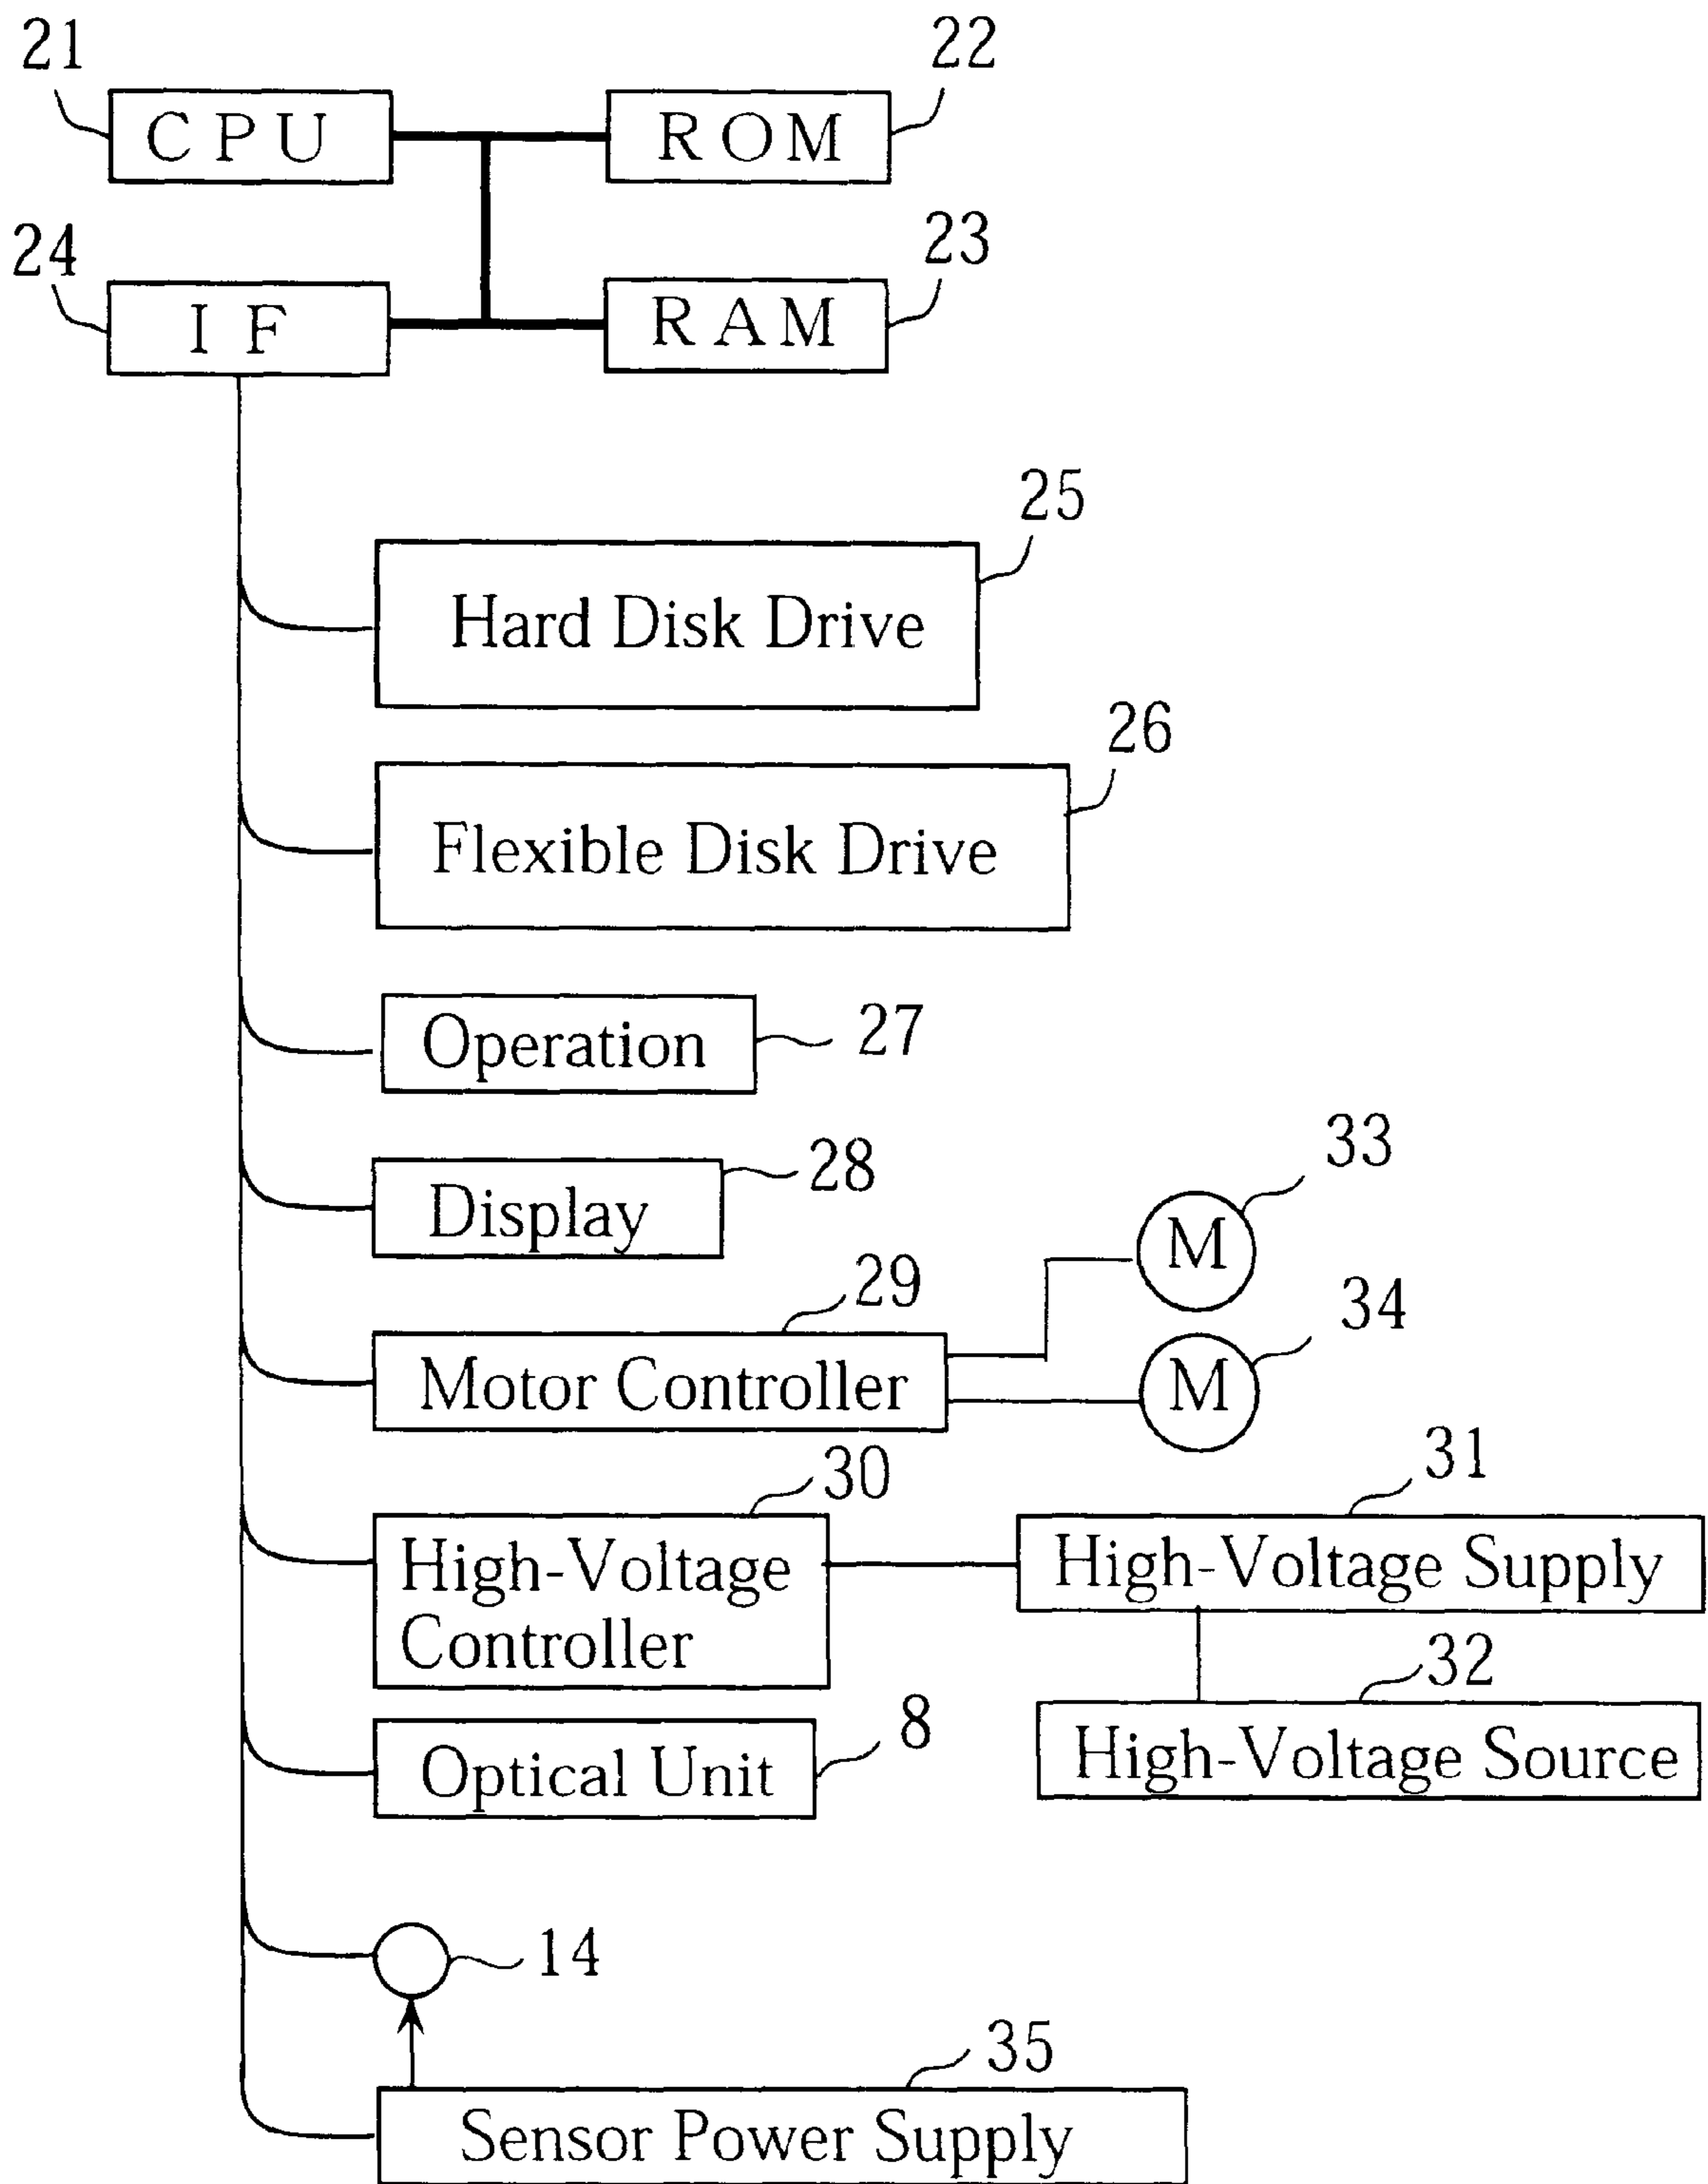 21
22
CPU
ROM
24
23
IF
RAM
25
Hard Disk Drive
26
Flexible Disk Drive
Operation
27
28
33
Display
M
29
34
Motor Controller
M
30
31
High-Voltage
Controller
High-Voltage Supply
32
8
High-Voltage Source
Optical Unit
14
35
Sensor Power Supply